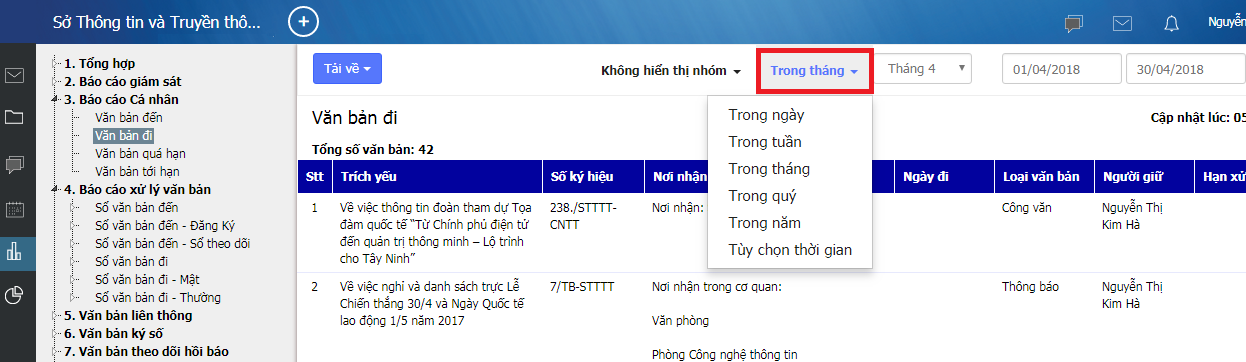 Sở Thông tin và Truyền thô...
Nguyễn
1. Tổng hợp
2. Báo cáo giám sát
3. Báo cáo Cá nhân
Văn bản đến
Văn bản đi
Văn bản quá hạn
Văn bản tới hạn
4. Báo cáo xử lý văn bản
Sổ văn bản đến
Sổ văn bản đến - Đăng Ký
Sổ văn bản đến - Sổ theo dõi
Sổ văn bản đi
Sổ văn bản đi - Mật
Sổ văn bản đi - Thường
5. Văn bản liên thông
6. Văn bản ký số
7. Văn bản theo dõi hồi báo
Tải về
Không hiển thị nhóm
Trong tháng
Tháng 4
01/04/2018
30/04/2018
Trong ngày
Trong tuần
Trong tháng
Trong quý
Trong năm
Tùy chọn thời gian
Văn bản đi
Cập nhật lúc: 05
Tổng số văn bản: 42
Stt Trích yếu Số ký hiệu Nơi nhận Ngày đi Loại văn bản Người giữ Hạn xử
1 Về việc thông tin đoàn tham dự Tọa 238./STTTT- Nơi nhận: Công văn Nguyễn Thị
đàm quốc tế “Từ Chính phủ điện tử CNTT Kim Hà
đến quản trị thông minh – Lộ trình
cho Tây Ninh”
2 Về việc nghỉ và danh sách trực Lễ 7/TB-STTTT Nơi nhận trong cơ quan: Thông báo Nguyễn Thị
Chiến thắng 30/4 và Ngày Quốc tế Kim Hà
lao động 1/5 năm 2017 Văn phòng
Phòng Công nghệ thông tin